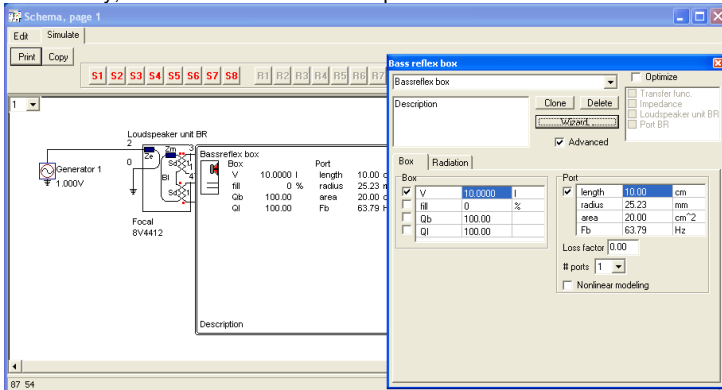 Schema, page 1
Edit Simulate
Print Copy
S1 S2 S3 S4 S5 S6 S7 S8 R1 R2 R3 R4 R5 R6 R7
1
Loudspeaker unit BR
2 Zm 3
Ze Sd 1
0 Bl 4
Sd 1
Generator 1
1.000V
Focal
8V4412
Bassreflex box
Box Port
V 10.0000 l length 10.00
fill 0 % radius 25.23
Qb 100.00 area 20.00
Ql 100.00 Fb 63.79
Description
87 54
Bass reflex box
Bassreflex box
Optimize
Description
Clone Delete
Wizard
Advanced
Transfer func.
Impedance
Loudspeaker unit BR
Port BR
Box Radiation
Box
V 10.0000 l
fill 0 %
Qb 100.00
Ql 100.00
Port
length 10.00 cm
radius 25.23 mm
area 20.00 cm^2
Fb 63.79 Hz
Loss factor 0.00
# ports 1
Nonlinear modeling